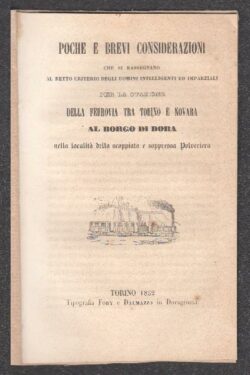 POCHE E BREVI CONSIDERAZIONI
CHE SI RASSEGNANO
AL RETTO CRITERIO DEGLI UOMINI INTELLIGENTI ED IMPARZIALI
PER LA STAZIONE
DELLA FERROVIA TRA TORINO E NOVARA
AL BORGO DI DORA
nella località della scoppiata e soppressa Polveriera
TORINO 1852
Tipografia FORY e DALMAZZO in Doragrossa